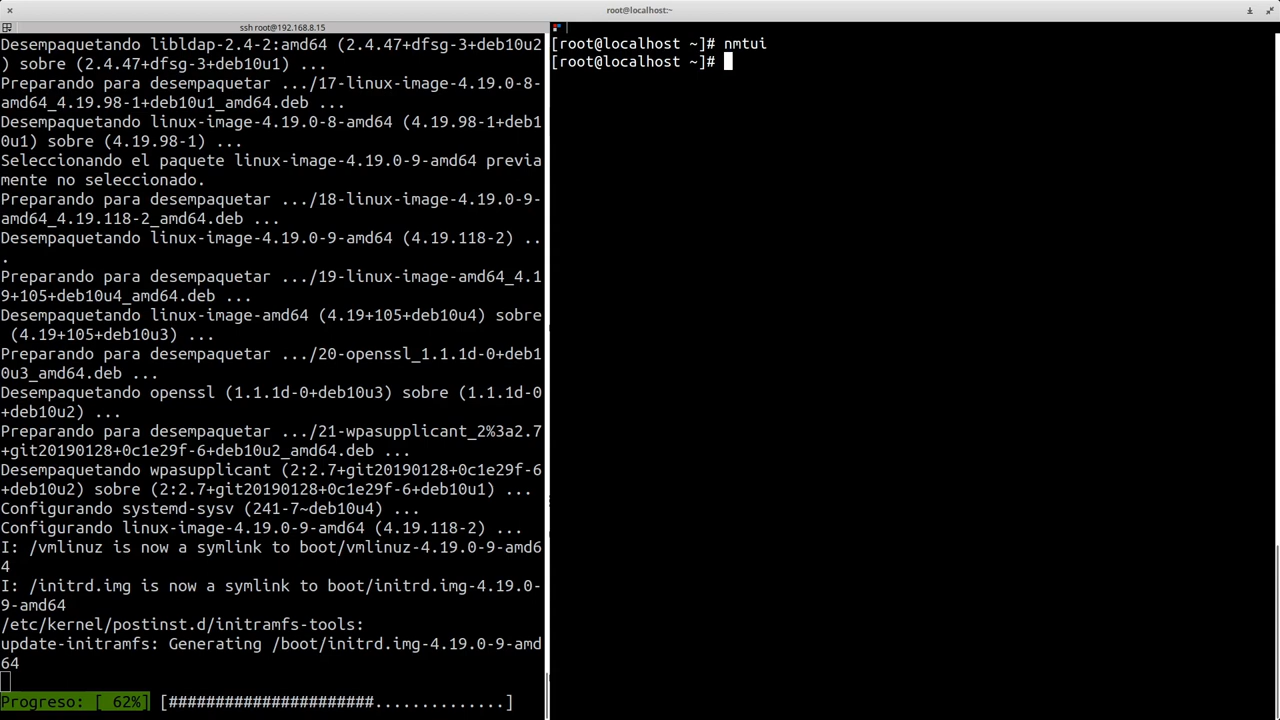 root@localhost:~
ssh root@192.168.8.15
Desempaquetando libldap-2.4-2:amd64 (2.4.47+dfsg-3+deb10u2
) sobre (2.4.47+dfsg-3+deb10u1) ...
Preparando para desempaquetar .../17-linux-image-4.19.0-8-
amd64_4.19.98-1+deb10u1_amd64.deb ...
Desempaquetando linux-image-4.19.0-8-amd64 (4.19.98-1+deb1
0u1) sobre (4.19.98-1) ...
Seleccionando el paquete linux-image-4.19.0-9-amd64 previa
mente no seleccionado.
Preparando para desempaquetar .../18-linux-image-4.19.0-9-
amd64_4.19.118-2_amd64.deb ...
Desempaquetando linux-image-4.19.0-9-amd64 (4.19.118-2) ..
.
Preparando para desempaquetar .../19-linux-image-amd64_4.1
9+105+deb10u4_amd64.deb ...
Desempaquetando linux-image-amd64 (4.19+105+deb10u4) sobre
(4.19+105+deb10u3) ...
Preparando para desempaquetar .../20-openssl_1.1.1d-0+deb1
0u3_amd64.deb ...
Desempaquetando openssl (1.1.1d-0+deb10u3) sobre (1.1.1d-0
+deb10u2) ...
Preparando para desempaquetar .../21-wpasupplicant_2%3a2.7
+git20190128+0c1e29f-6+deb10u2_amd64.deb ...
Desempaquetando wpasupplicant (2:2.7+git20190128+0c1e29f-6
+deb10u2) sobre (2:2.7+git20190128+0c1e29f-6+deb10u1) ...
Configurando systemd-sysv (241-7~deb10u4) ...
Configurando linux-image-4.19.0-9-amd64 (4.19.118-2) ...
I: /vmlinuz is now a symlink to boot/vmlinuz-4.19.0-9-amd6
4
I: /initrd.img is now a symlink to boot/initrd.img-4.19.0-
9-amd64
/etc/kernel/postinst.d/initramfs-tools:
update-initramfs: Generating /boot/initrd.img-4.19.0-9-amd
64
Progreso: [ 62%] [######################..............]
[root@localhost ~]# nmtui
[root@localhost ~]#